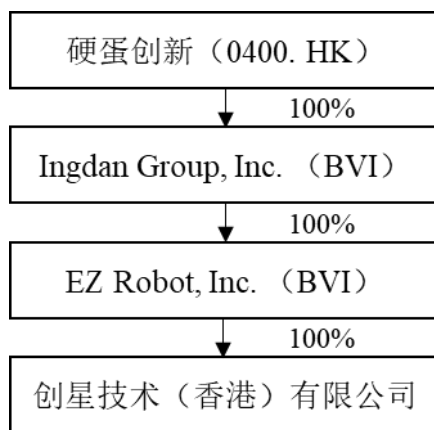 硬蛋创新（0400. HK）
100%
Ingdan Group, Inc. （BVI）
100%
EZ Robot, Inc. （BVI）
100%
创星技术（香港）有限公司